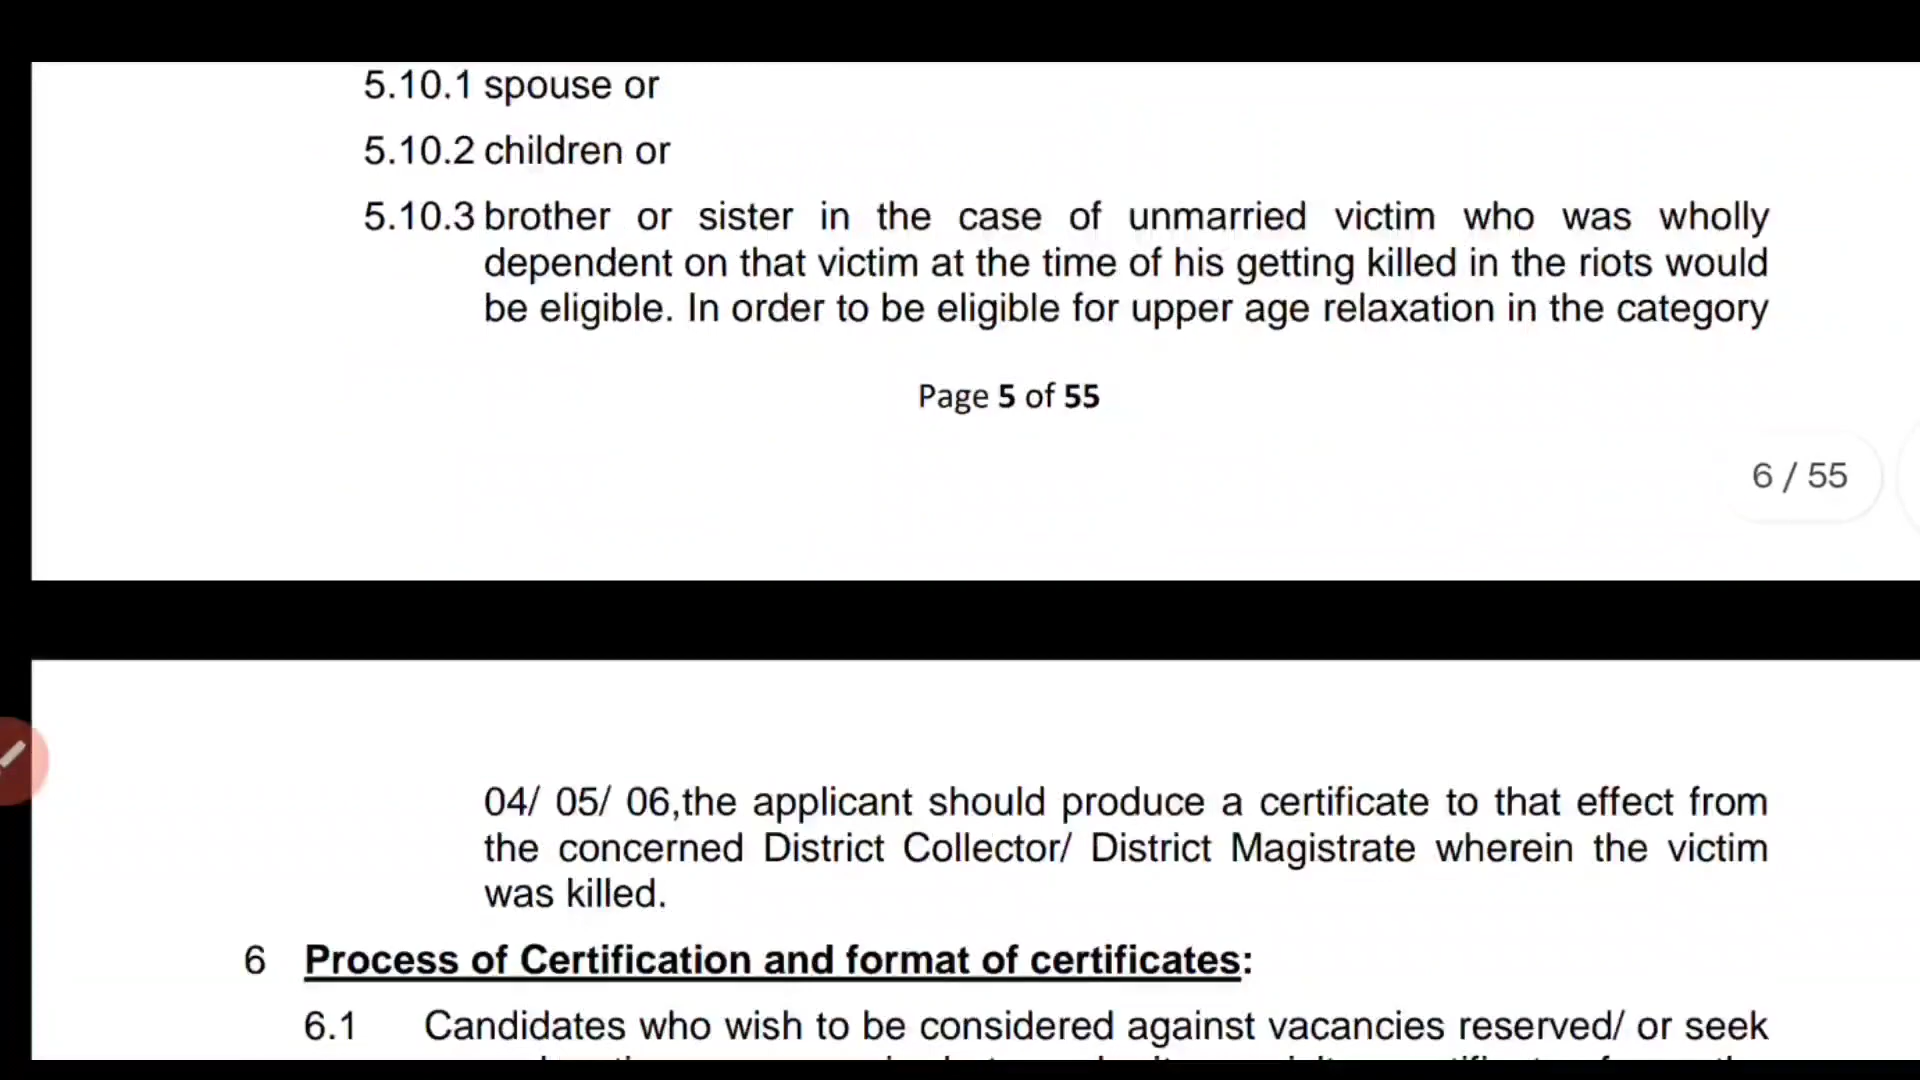 5.10.1 spouse or
5.10.2 children or
5.10.3 brother or sister in the case of unmarried victim who was wholly
dependent on that victim at the time of his getting killed in the riots would
be eligible. In order to be eligible for upper age relaxation in the category
Page 5 of 55
6 / 55
04/ 05/ 06,the applicant should produce a certificate to that effect from
the concerned District Collector/ District Magistrate wherein the victim
was killed.
6 Process of Certification and format of certificates:
6.1 Candidates who wish to be considered against vacancies reserved/ or seek